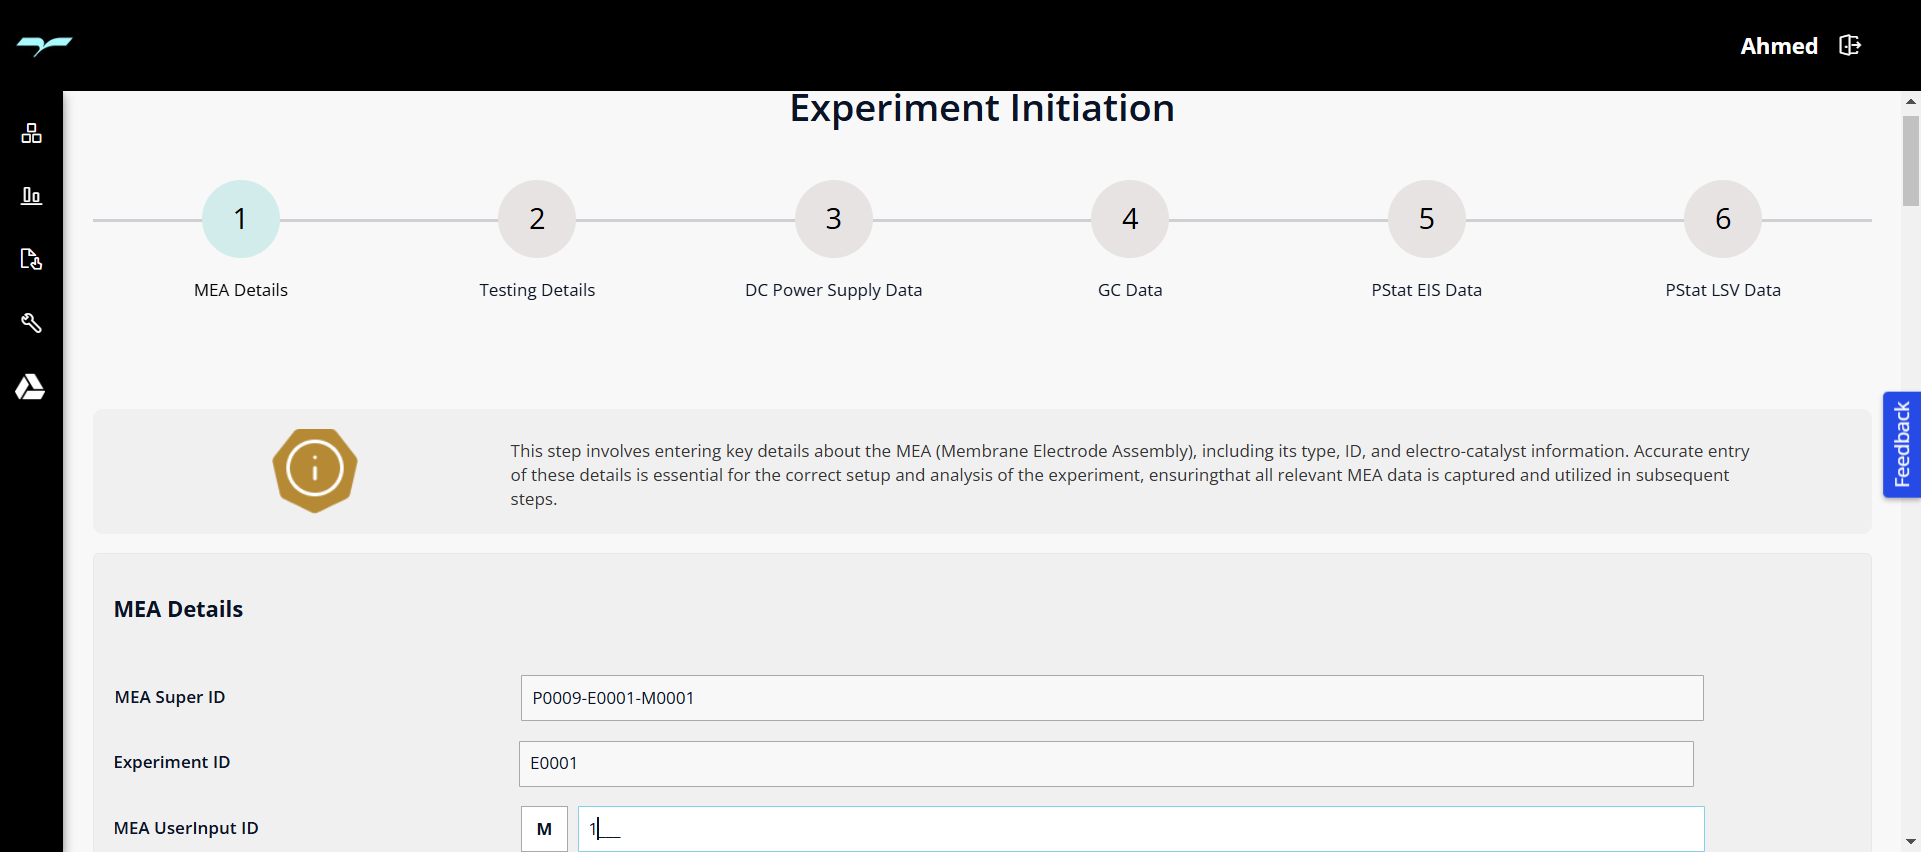 Ahmed
Experiment Initiation
1 2 3 4 5 6
MEA Details Testing Details DC Power Supply Data GC Data PStat EIS Data PStat LSV Data
This step involves entering key details about the MEA (Membrane Electrode Assembly), including its type, ID, and electro-catalyst information. Accurate entry
of these details is essential for the correct setup and analysis of the experiment, ensuringthat all relevant MEA data is captured and utilized in subsequent
steps.
Feedback
MEA Details
MEA Super ID P0009-E0001-M0001
Experiment ID E0001
MEA UserInput ID M 1___